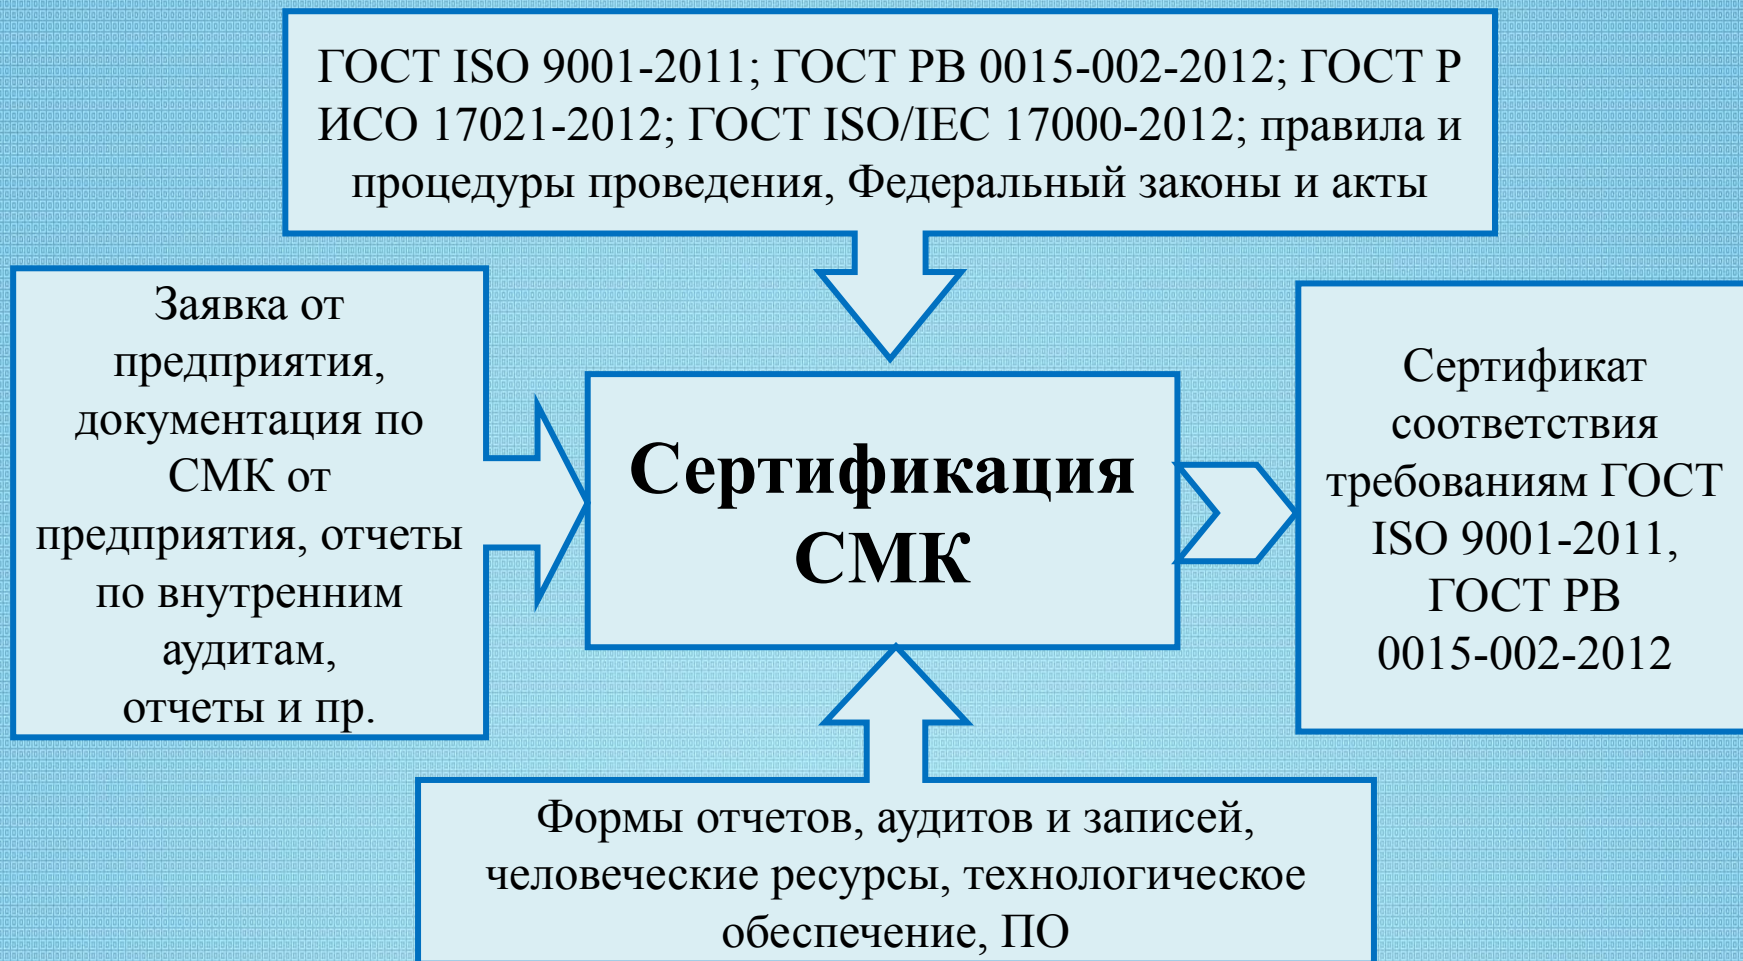 ГОСТ ISO 9001-2011; ГОСТ РВ 0015-002-2012; ГОСТ Р
ИСО 17021-2012; ГОСТ ISO/IEC 17000-2012; правила и
процедуры проведения, Федеральный законы и акты
Заявка от
предприятия,
документация по
СМК от
предприятия, отчеты
по внутренним
аудитам,
отчеты и пр.
Сертификация
СМК
Сертификат
соответствия
требованиям ГОСТ
ISO 9001-2011,
ГОСТ РВ
0015-002-2012
Формы отчетов, аудитов и записей,
человеческие ресурсы, технологическое
обеспечение, ПО